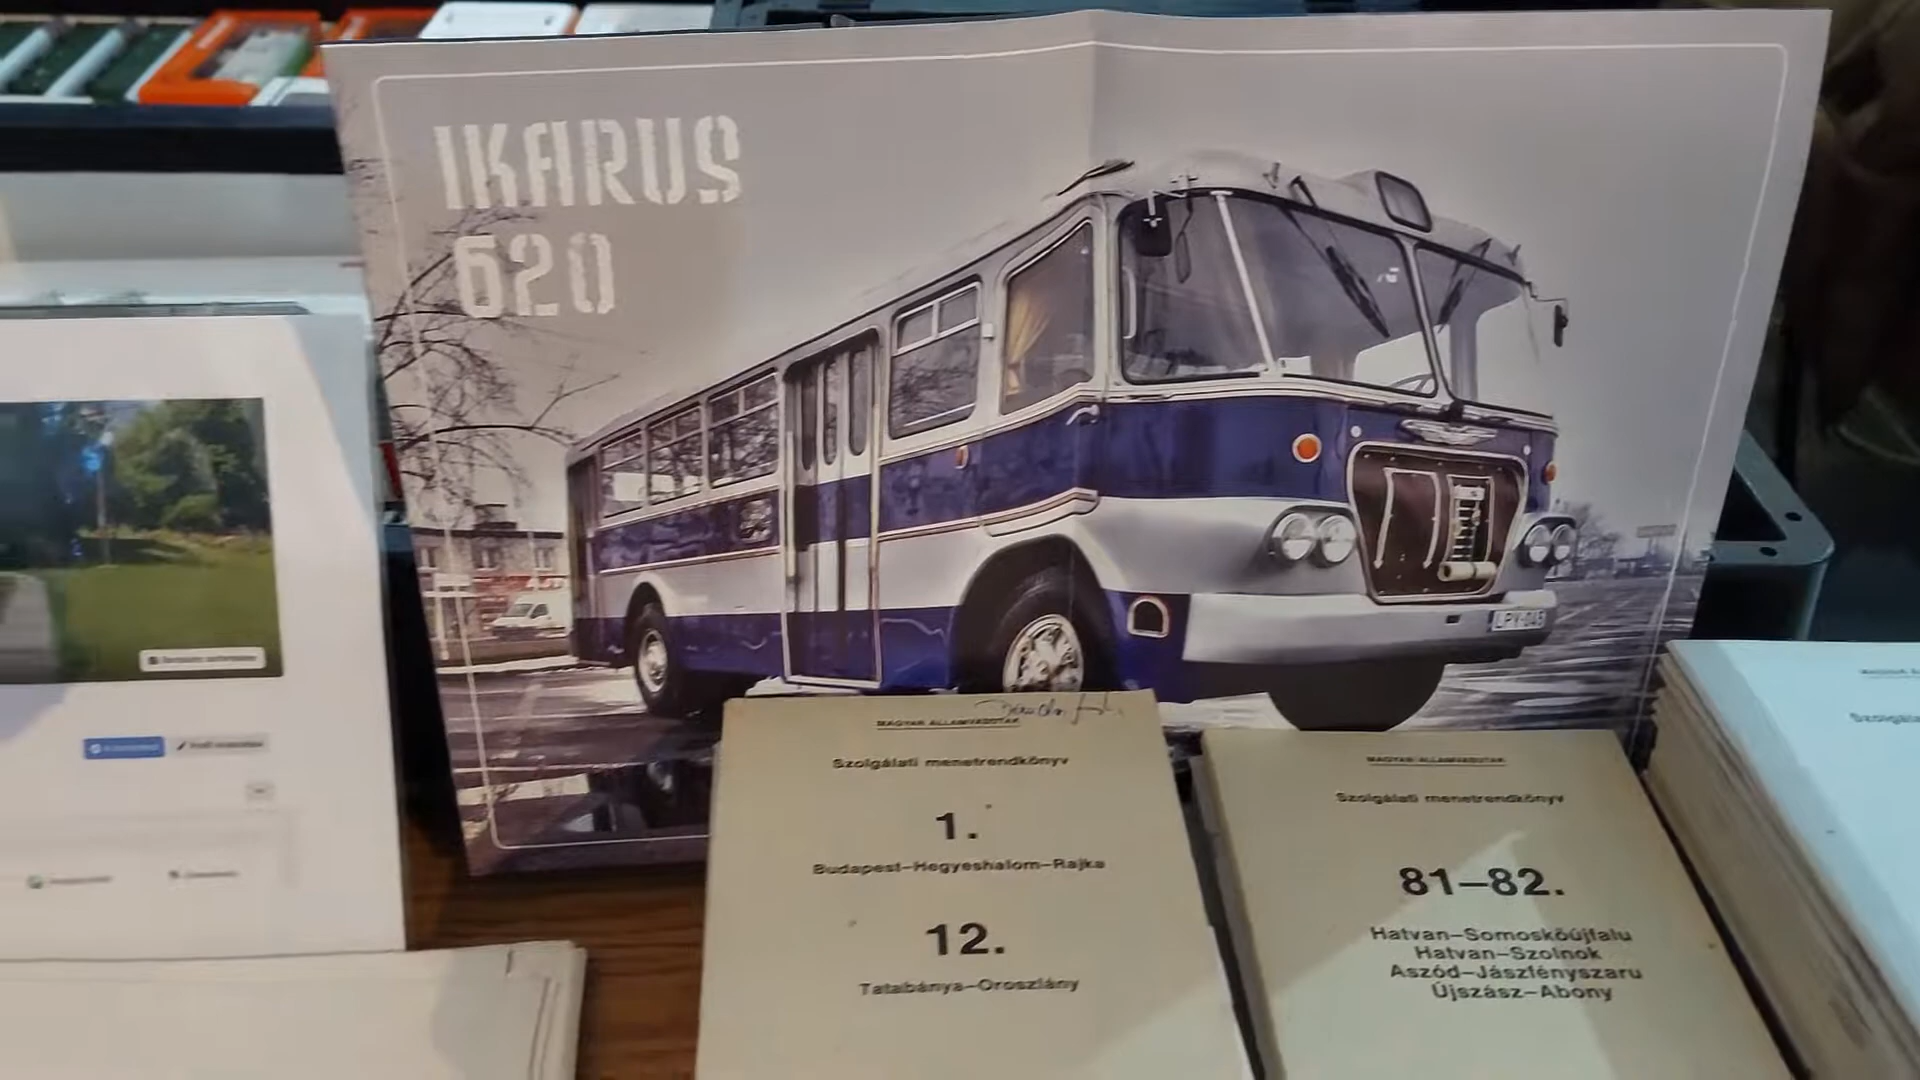 IKARUS
620
LPY-045
MAGYAR ÁLLAMVASUTAK
Szolgálati menetrendkönyv
1.
Budapest–Hegyeshalom–Rajka
12.
Tatabánya–Oroszlány
MAGYAR ÁLLAMVASUTAK
Szolgálati menetrendkönyv
81–82.
Hatvan–Somoskőújfalu
Hatvan–Szolnok
Aszód–Jászfényszaru
Újszász–Abony